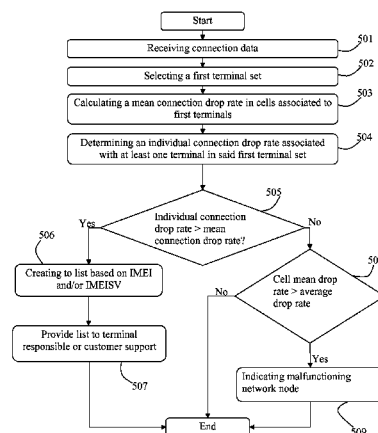 Start
501
Receiving connection data
502
Selecting a first terminal set
503
Calculating a mean connection drop rate in cells associated to
first terminals
504
Determining an individual connection drop rate associated
with at least one terminal in said first terminal set
505
Individual connection
drop rate > mean
connection drop rate?
Yes
No
506
Creating to list based on IMEI
and/or IMEISV
50
Cell mean drop
rate > average
drop rate
No
Yes
Provide list to terminal
responsible or customer support
507
Indicating malfunctioning
network node
509
End